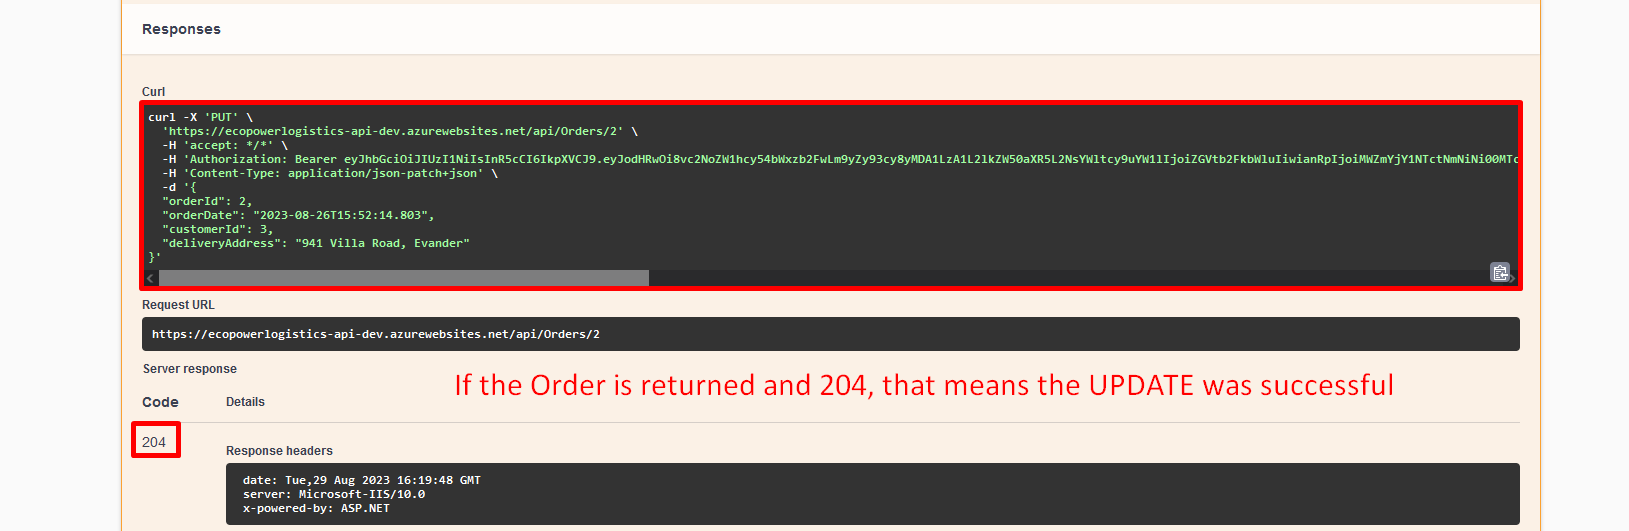 Responses
Curl
curl -X 'PUT' \
'https://ecopowerlogistics-api-dev.azurewebsites.net/api/Orders/2' \
-H 'accept: */*' \
-H 'Authorization: Bearer eyJhbGciOiJIUzI1NiIsInR5cCI6IkpXVCJ9.eyJodHRwOi8vc2NoZW1hcy54bWxzb2FwLm9yZy93cy8yMDA1LzA1L2lkZW50aXR5L2NsYWltcy9uYW1lIjoiZGVtb2FkbWluIiwianRpIjoiMWZmYjY1NTctNmNiNi00MTc
-H 'Content-Type: application/json-patch+json' \
-d '{
"orderId": 2,
"orderDate": "2023-08-26T15:52:14.803",
"customerId": 3,
"deliveryAddress": "941 Villa Road, Evander"
}'
Request URL
https://ecopowerlogistics-api-dev.azurewebsites.net/api/Orders/2
Server response
If the Order is returned and 204, that means the UPDATE was successful
Code Details
204
Response headers
date: Tue,29 Aug 2023 16:19:48 GMT
server: Microsoft-IIS/10.0
x-powered-by: ASP.NET